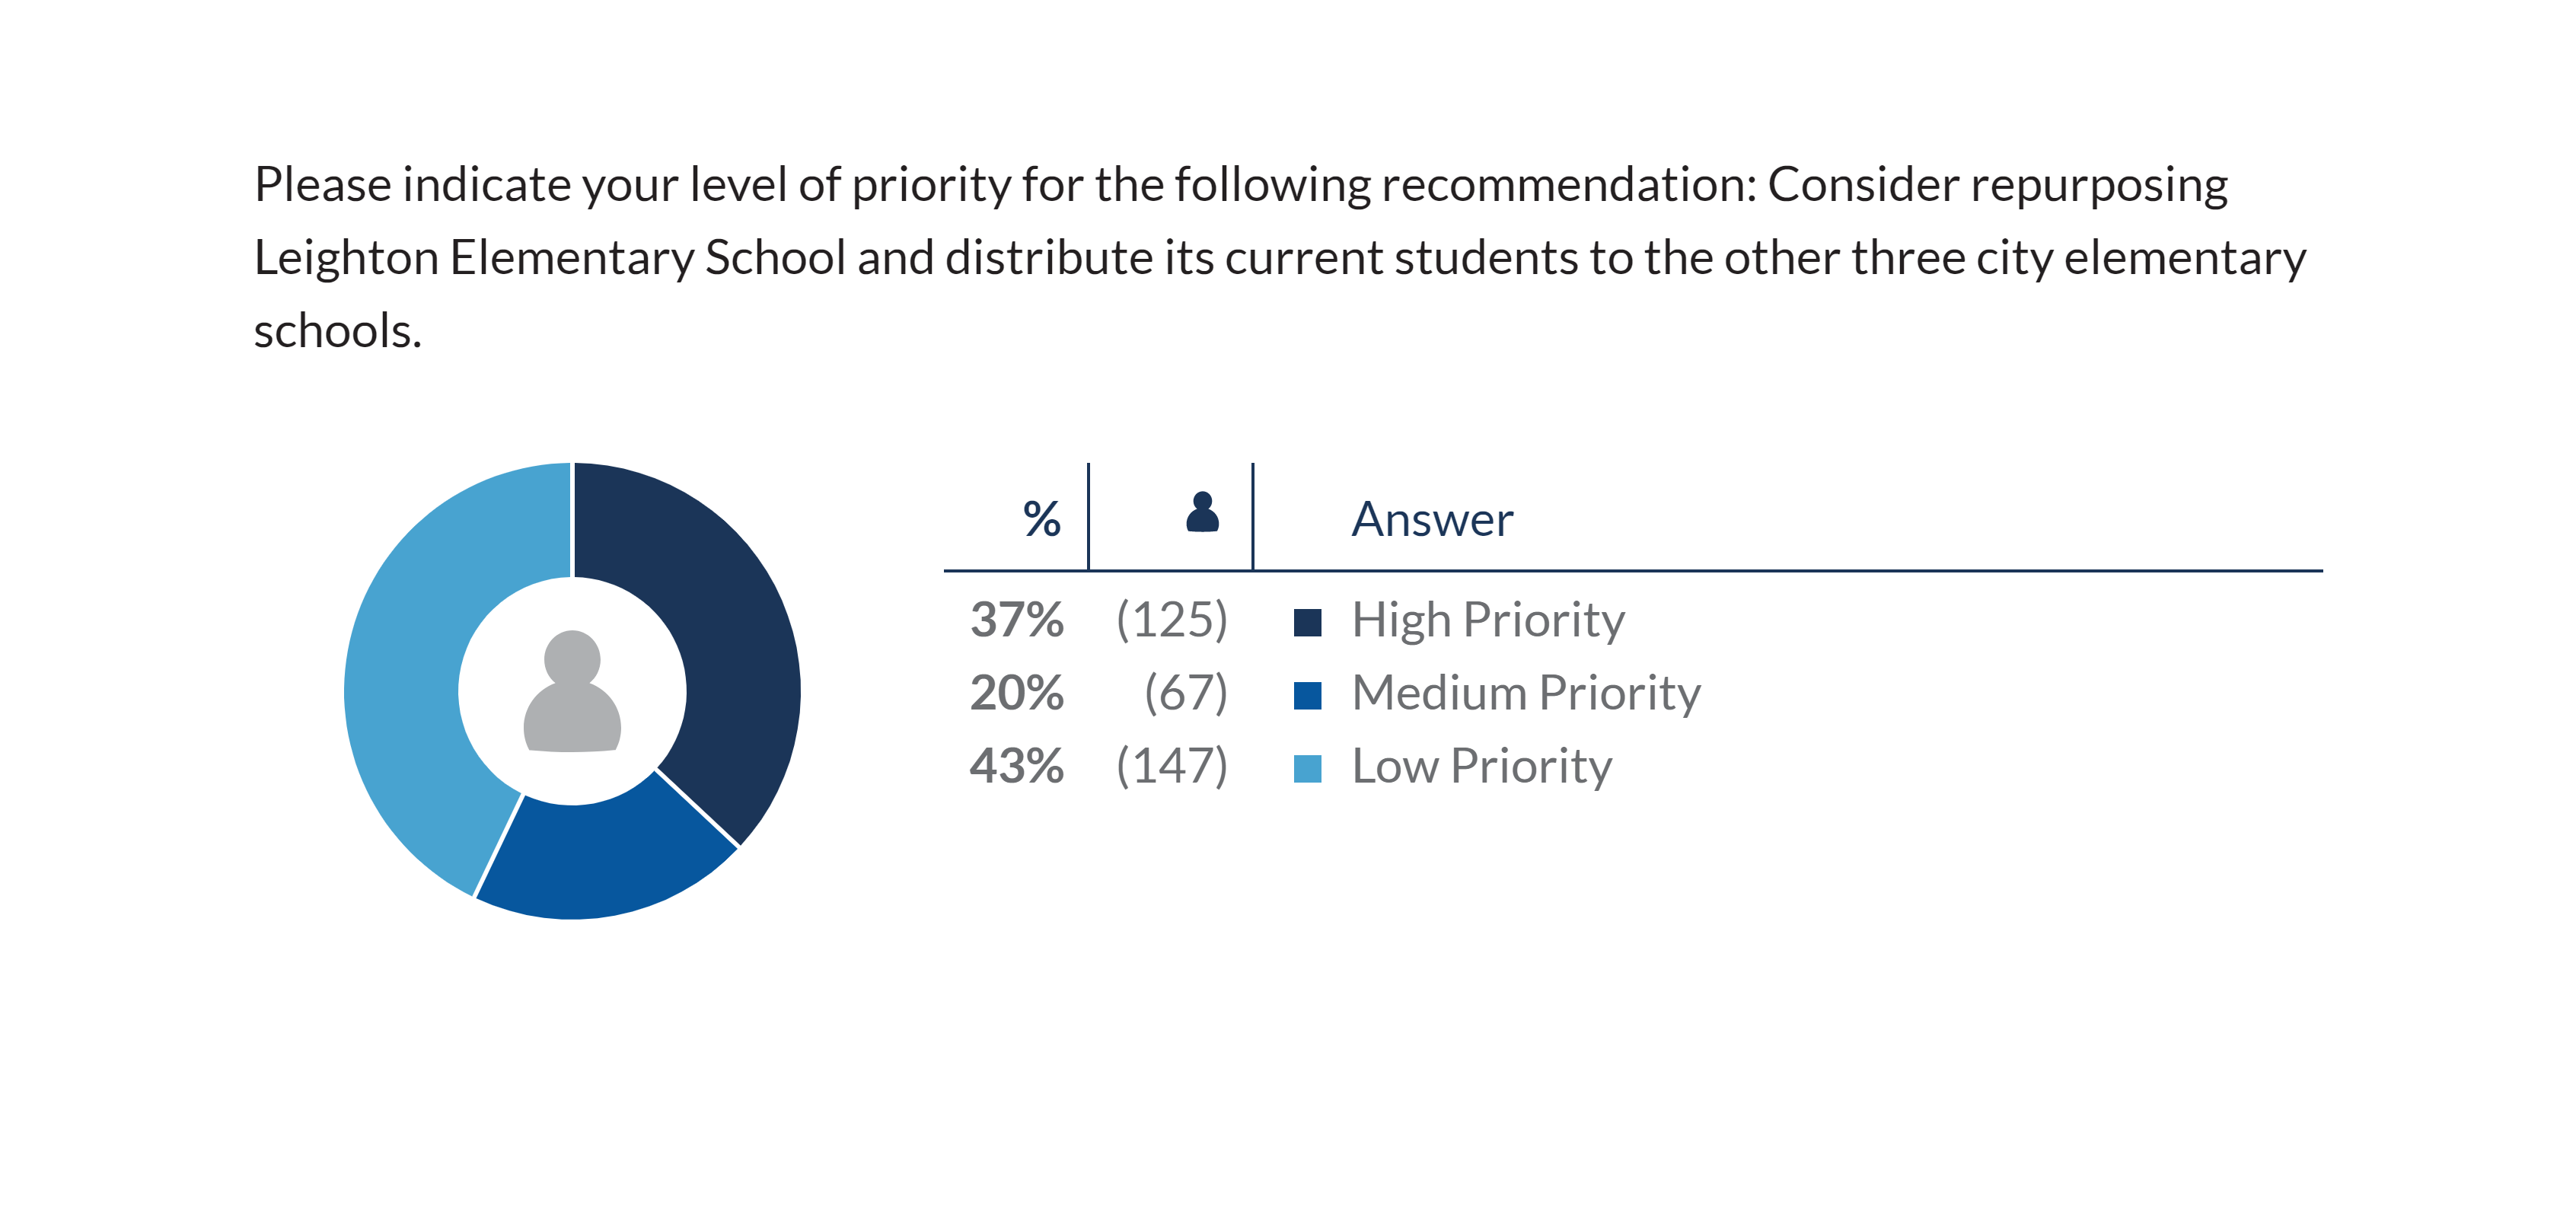 Please indicate your level of priority for the following recommendation: Consider repurposing
Leighton Elementary School and distribute its current students to the other three city elementary
schools.
% Answer
37% (125) High Priority
20% (67) Medium Priority
43% (147) Low Priority